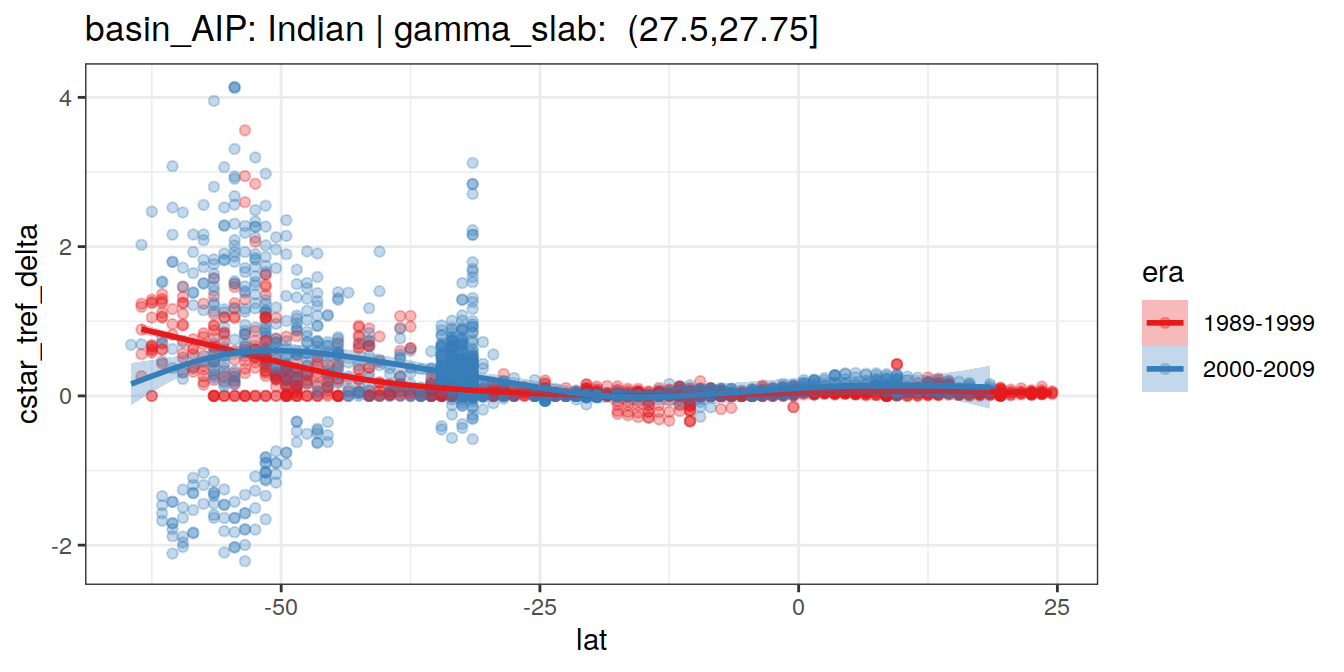 basin_AIP: Indian | gamma_slab:  (27.5,27.75]
4
2
0
-2
cstar_tref_delta
-50
-25
0
25
lat
era
1989-1999
2000-2009